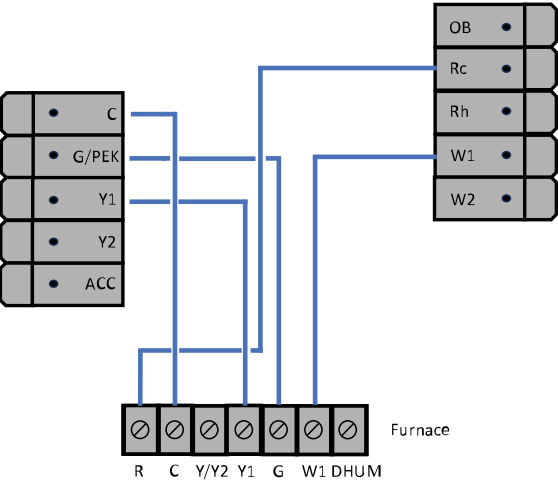 OB
Rc
Rh
W1
W2
C
G/PEK
Y1
Y2
ACC
Furnace
R C Y/Y2 Y1 G W1 DHUM